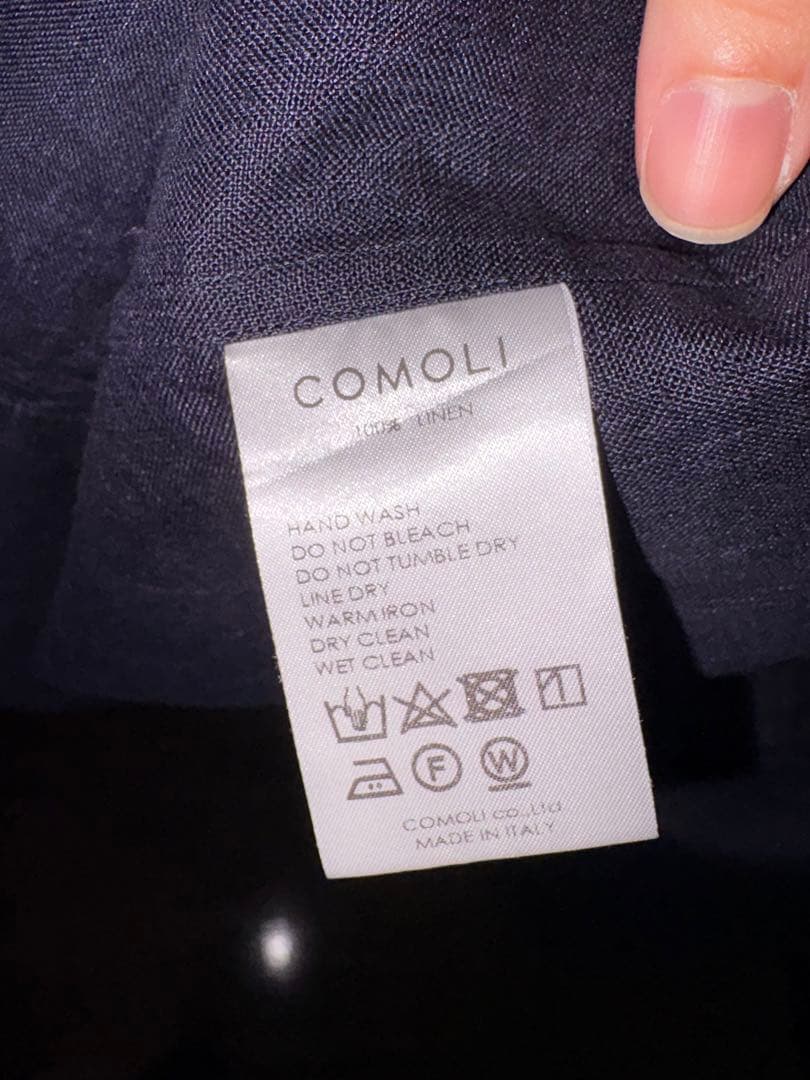 COMOLI
100% LINEN
HAND WASH
DO NOT BLEACH
DO NOT TUMBLE DRY
LINE DRY
WARM IRON
DRY CLEAN
WET CLEAN
F W
COMOLI co.,Ltd
MADE IN ITALY